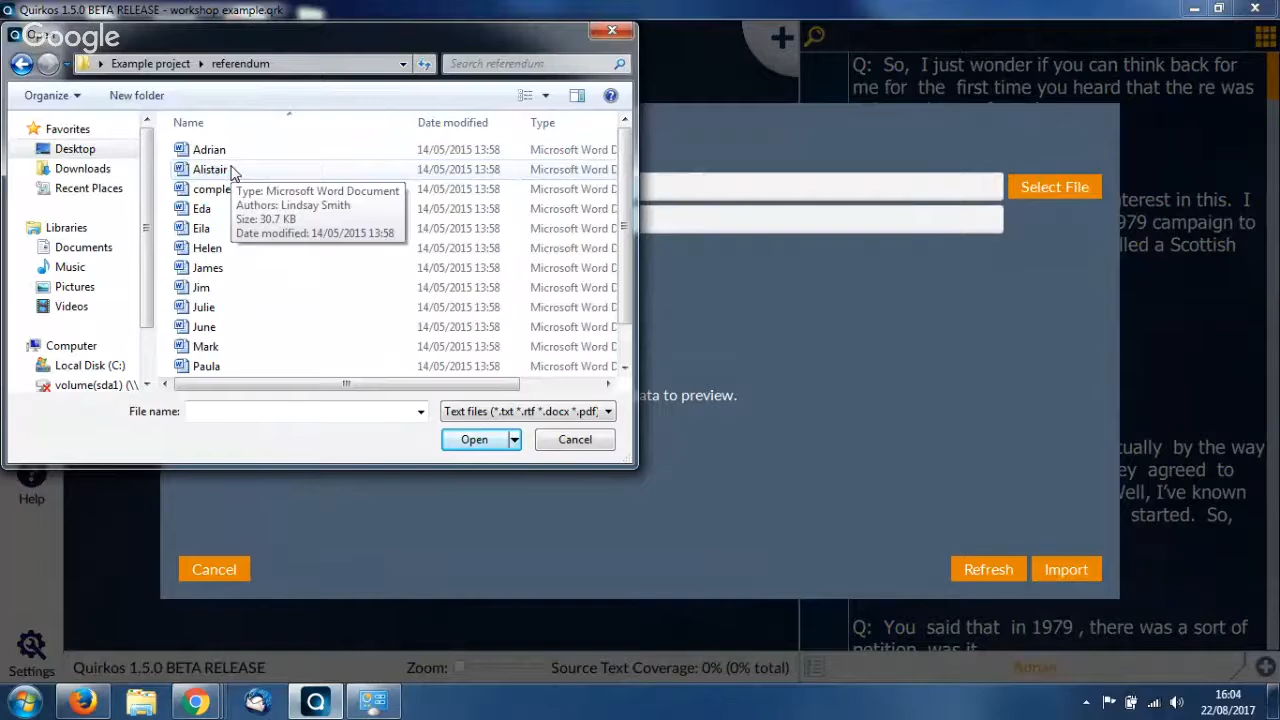 Quirkos 1.5.0 BETA RELEASE - workshop example.qrk
Google
Example project
referendum
Search referendum
Organize
New folder
Name
Date modified
Type
Favorites
Desktop
Downloads
Recent Places
Libraries
Documents
Music
Pictures
Videos
Computer
Local Disk (C:)
volume(sda1) (\\
Adrian 14/05/2015 13:58 Microsoft Word D
Alistair 14/05/2015 13:58 Microsoft Word D
comple 14/05/2015 13:58 Microsoft Word D
Eda 14/05/2015 13:58 Microsoft Word D
Eila 14/05/2015 13:58 Microsoft Word D
Helen 14/05/2015 13:58 Microsoft Word D
James 14/05/2015 13:58 Microsoft Word D
Jim 14/05/2015 13:58 Microsoft Word D
Julie 14/05/2015 13:58 Microsoft Word D
June 14/05/2015 13:58 Microsoft Word D
Mark 14/05/2015 13:58 Microsoft Word D
Paula 14/05/2015 13:58 Microsoft Word D
Type: Microsoft Word Document
Authors: Lindsay Smith
Size: 30.7 KB
Date modified: 14/05/2015 13:58
File name:
Text files (*.txt *.rtf *.docx *.pdf)
Open
Cancel
Select File
ata to preview.
Cancel
Refresh
Import
Q: So, I just wonder if you can think back for
me for the first time you heard that the re was
terest in this. I
979 campaign to
lled a Scottish
tually by the way
ey agreed to
Vell, I've known
started. So,
Q: You said that in 1979 , there was a sort of
petition was it
Help
Settings
Quirkos 1.5.0 BETA RELEASE
Zoom:
Source Text Coverage: 0% (0% total)
Adrian
16:04
22/08/2017